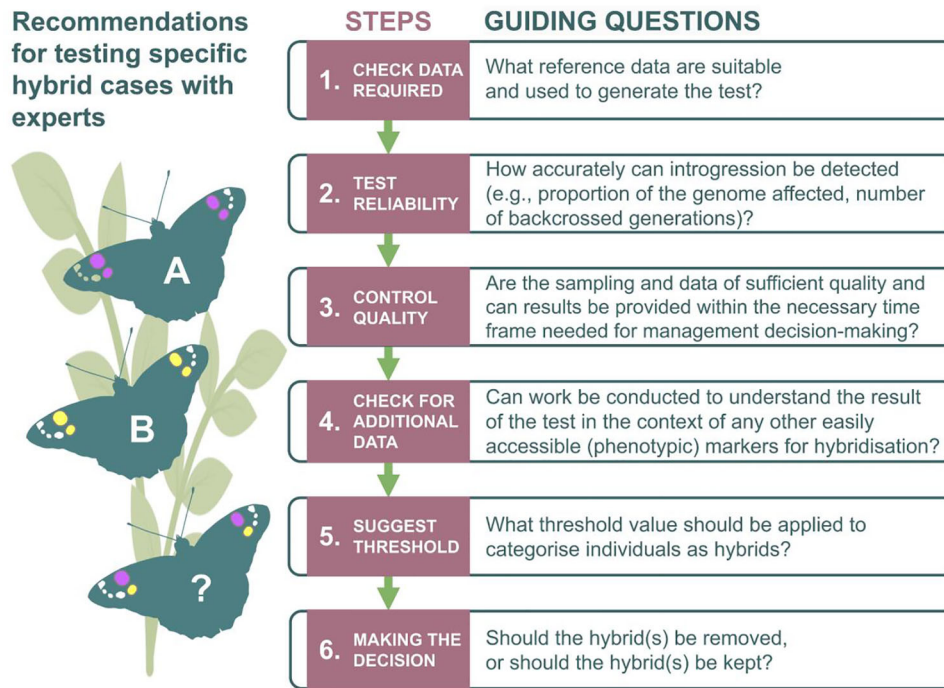 Recommendations
for testing specific
hybrid cases with
experts
A
B
?
STEPS
GUIDING QUESTIONS
1. CHECK DATA
REQUIRED
What reference data are suitable
and used to generate the test?
2. TEST
RELIABILITY
How accurately can introgression be detected
(e.g., proportion of the genome affected, number
of backcrossed generations)?
3. CONTROL
QUALITY
Are the sampling and data of sufficient quality and
can results be provided within the necessary time
frame needed for management decision-making?
4. CHECK FOR
ADDITIONAL
DATA
Can work be conducted to understand the result
of the test in the context of any other easily
accessible (phenotypic) markers for hybridisation?
5. SUGGEST
THRESHOLD
What threshold value should be applied to
categorise individuals as hybrids?
6. MAKING THE
DECISION
Should the hybrid(s) be removed,
or should the hybrid(s) be kept?